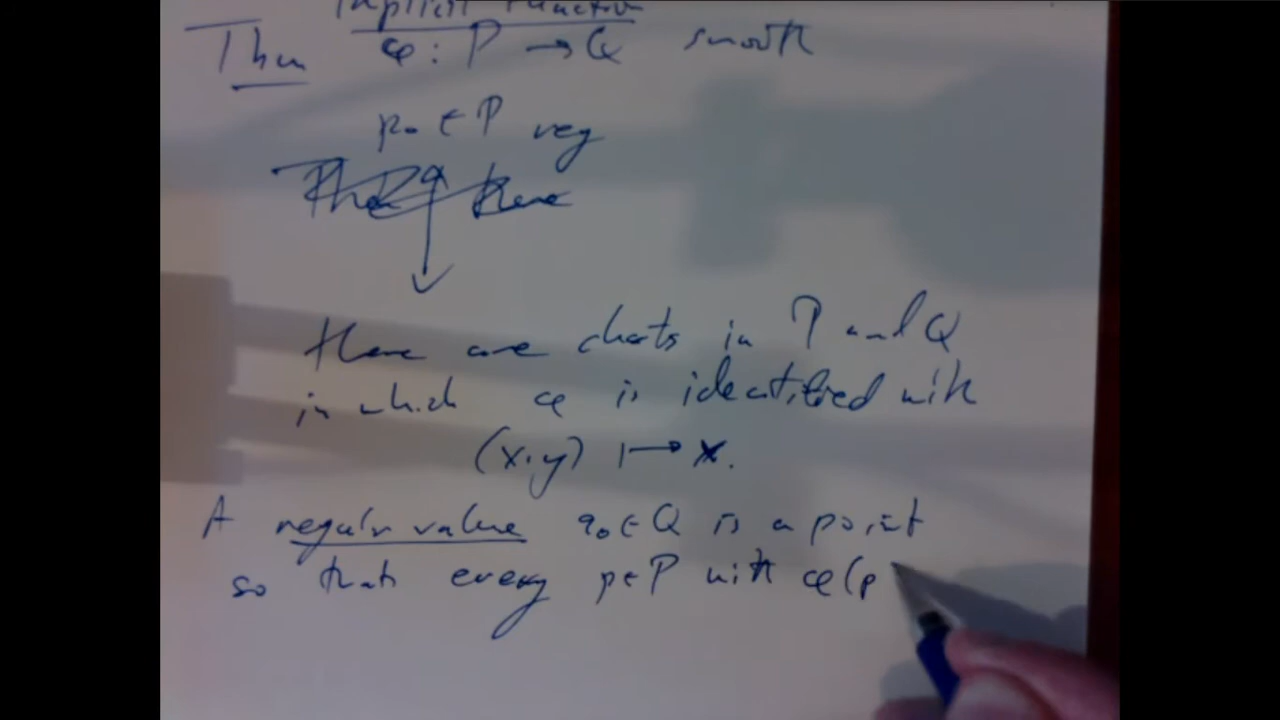 Implicit Function
Thm φ : P → Q smooth
p₀ ∈ P reg
there are charts in P and Q
in which φ is identified with
(x,y) ↦ x.
A regular value q₀ ∈ Q is a point
so that every p ∈ P with φ(p